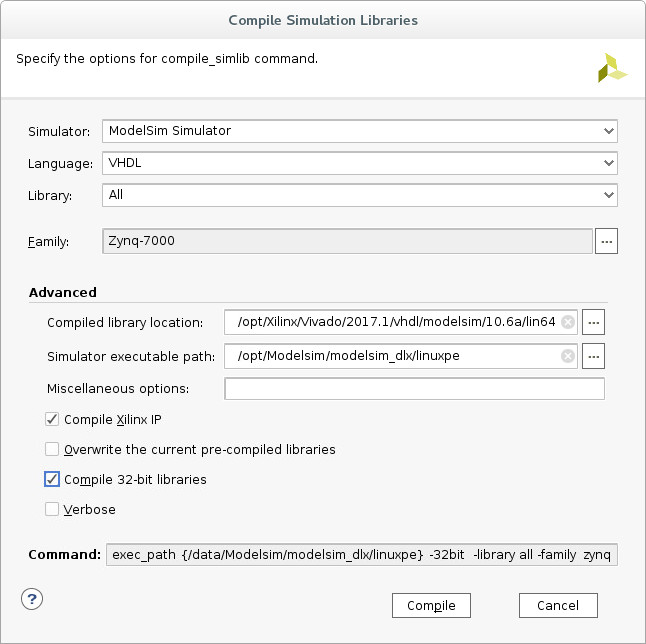 Compile Simulation Libraries
Specify the options for compile_simlib command.
Simulator: ModelSim Simulator
Language: VHDL
Library: All
Family: Zynq-7000 ...
Advanced
Compiled library location: /opt/Xilinx/Vivado/2017.1/vhdl/modelsim/10.6a/lin64 ...
Simulator executable path: /opt/Modelsim/modelsim_dlx/linuxpe ...
Miscellaneous options:
Compile Xilinx IP
Overwrite the current pre-compiled libraries
Compile 32-bit libraries
Verbose
Command: exec_path {/data/Modelsim/modelsim_dlx/linuxpe} -32bit -library all -family zynq
? Compile Cancel